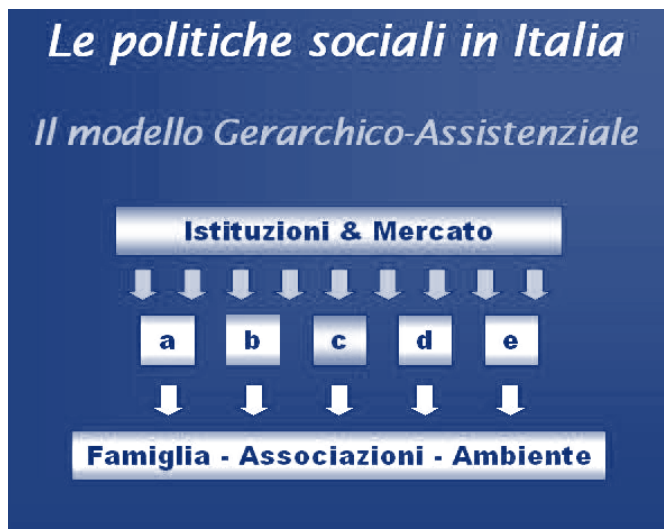 Le politiche sociali in Italia
Il modello Gerarchico-Assistenziale
Istituzioni & Mercato
a b c d e
Famiglia - Associazioni - Ambiente